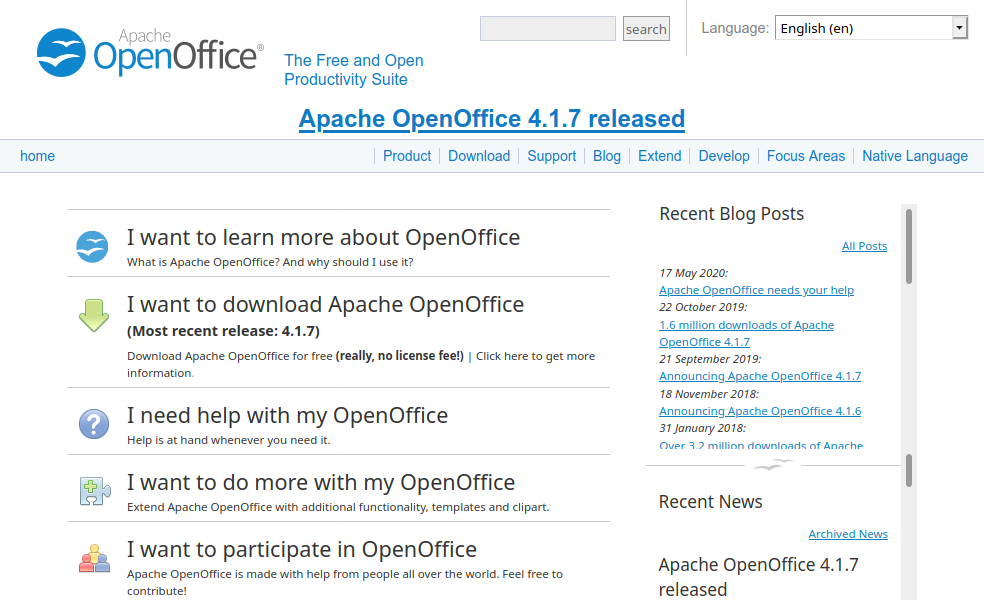 Apache
OpenOffice®
The Free and Open
Productivity Suite
search
Language:
English (en)
Apache OpenOffice 4.1.7 released
home
Product
Download
Support
Blog
Extend
Develop
Focus Areas
Native Language
I want to learn more about OpenOffice
What is Apache OpenOffice? And why should I use it?
I want to download Apache OpenOffice
(Most recent release: 4.1.7)
Download Apache OpenOffice for free (really, no license fee!) | Click here to get more
information.
I need help with my OpenOffice
Help is at hand whenever you need it.
I want to do more with my OpenOffice
Extend Apache OpenOffice with additional functionality, templates and clipart.
I want to participate in OpenOffice
Apache OpenOffice is made with help from people all over the world. Feel free to
contribute!
Recent Blog Posts
All Posts
17 May 2020:
Apache OpenOffice needs your help
22 October 2019:
1.6 million downloads of Apache
OpenOffice 4.1.7
21 September 2019:
Announcing Apache OpenOffice 4.1.7
18 November 2018:
Announcing Apache OpenOffice 4.1.6
31 January 2018:
Over 3.2 million downloads of Apache
Recent News
Archived News
Apache OpenOffice 4.1.7
released